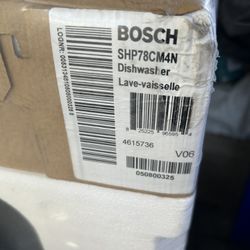 BOSCH
SHP78CM4N
Dishwasher
Lave-vaisselle
4615736
V06
050800325